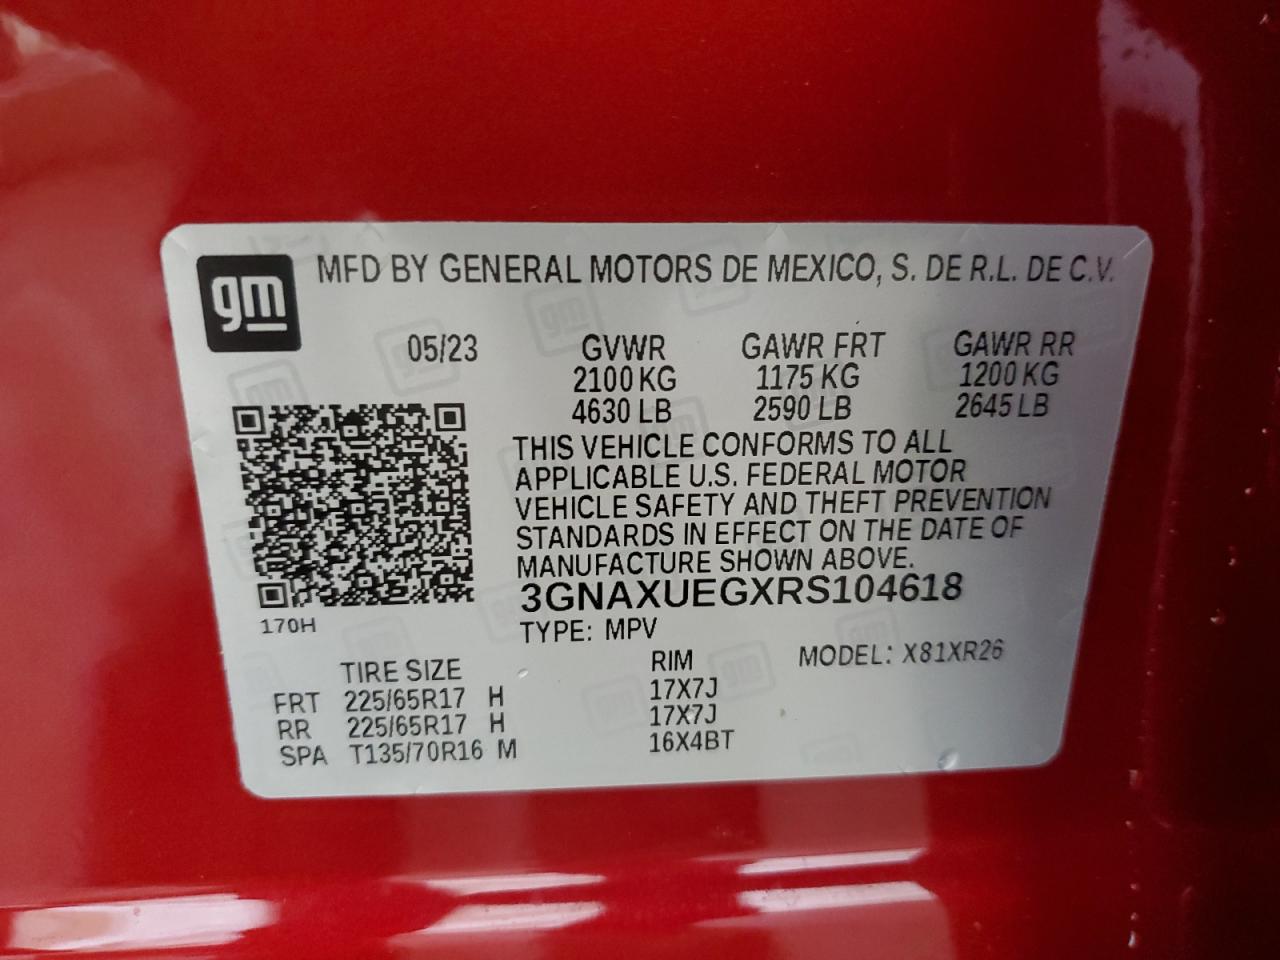 gm
MFD BY GENERAL MOTORS DE MEXICO, S. DE R.L. DE C.V.
05/23 GVWR GAWR FRT GAWR RR
2100 KG 1175 KG 1200 KG
4630 LB 2590 LB 2645 LB
THIS VEHICLE CONFORMS TO ALL
APPLICABLE U.S. FEDERAL MOTOR
VEHICLE SAFETY AND THEFT PREVENTION
STANDARDS IN EFFECT ON THE DATE OF
MANUFACTURE SHOWN ABOVE.
3GNAXUEGXRS104618
170H
TYPE: MPV
MODEL: X81XR26
TIRE SIZE RIM
FRT 225/65R17 H 17X7J
RR 225/65R17 H 17X7J
SPA T135/70R16 M 16X4BT